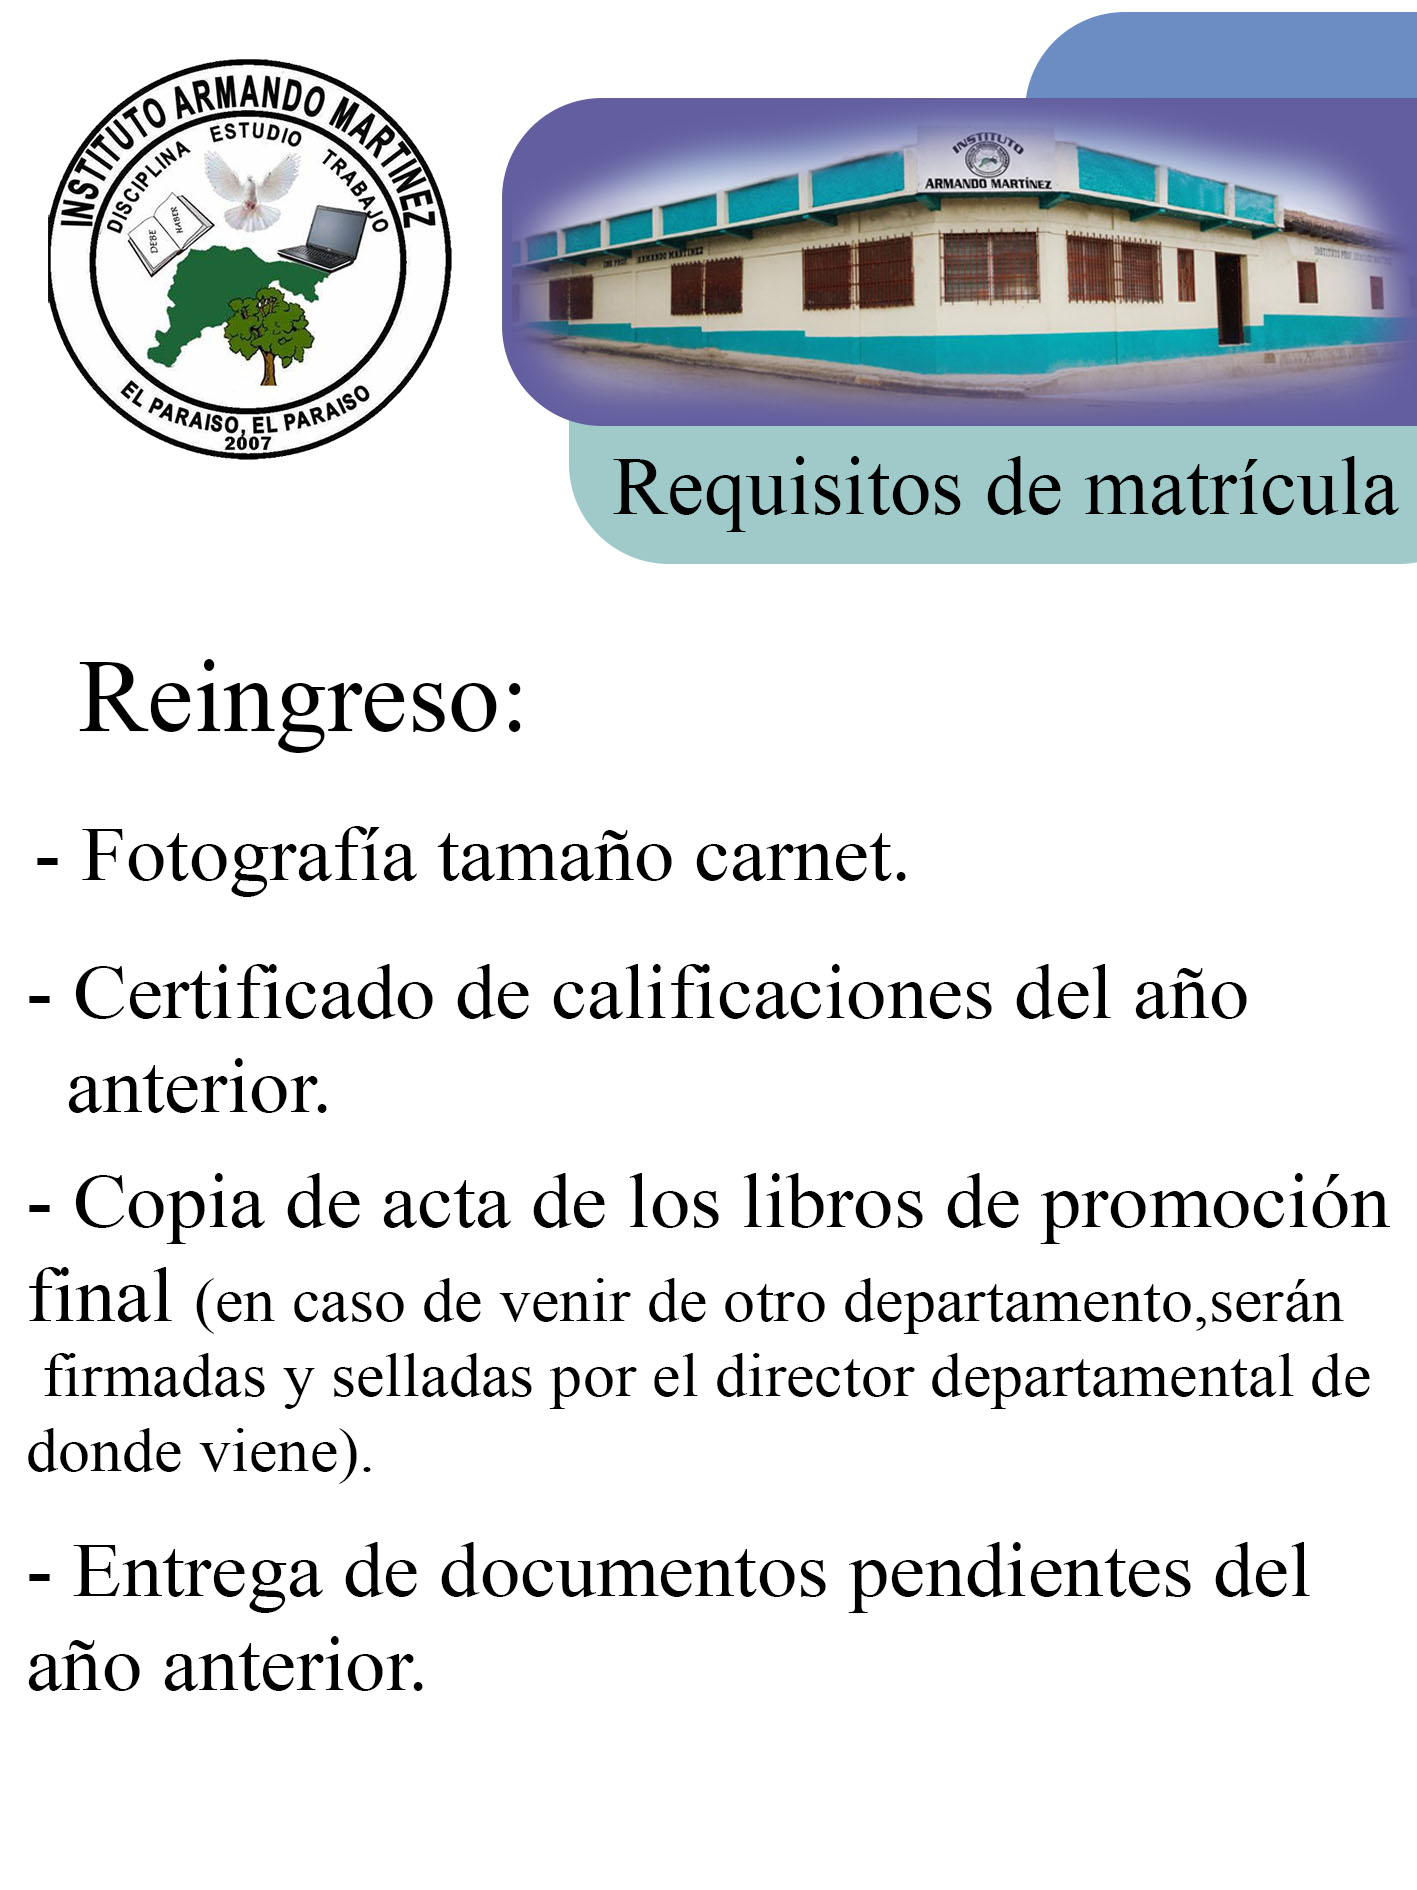 INSTITUTO ARMANDO MARTINEZ
DISCIPLINA ESTUDIO TRABAJO
DEBE
HABER
EL PARAISO, EL PARAISO
2007
INSTITUTO
ARMANDO MARTÍNEZ
ARMANDO MARTINEZ
Requisitos de matrícula
Reingreso:
- Fotografía tamaño carnet.
- Certificado de calificaciones del año
anterior.
- Copia de acta de los libros de promoción
final (en caso de venir de otro departamento,serán
firmadas y selladas por el director departamental de
donde viene).
- Entrega de documentos pendientes del
año anterior.